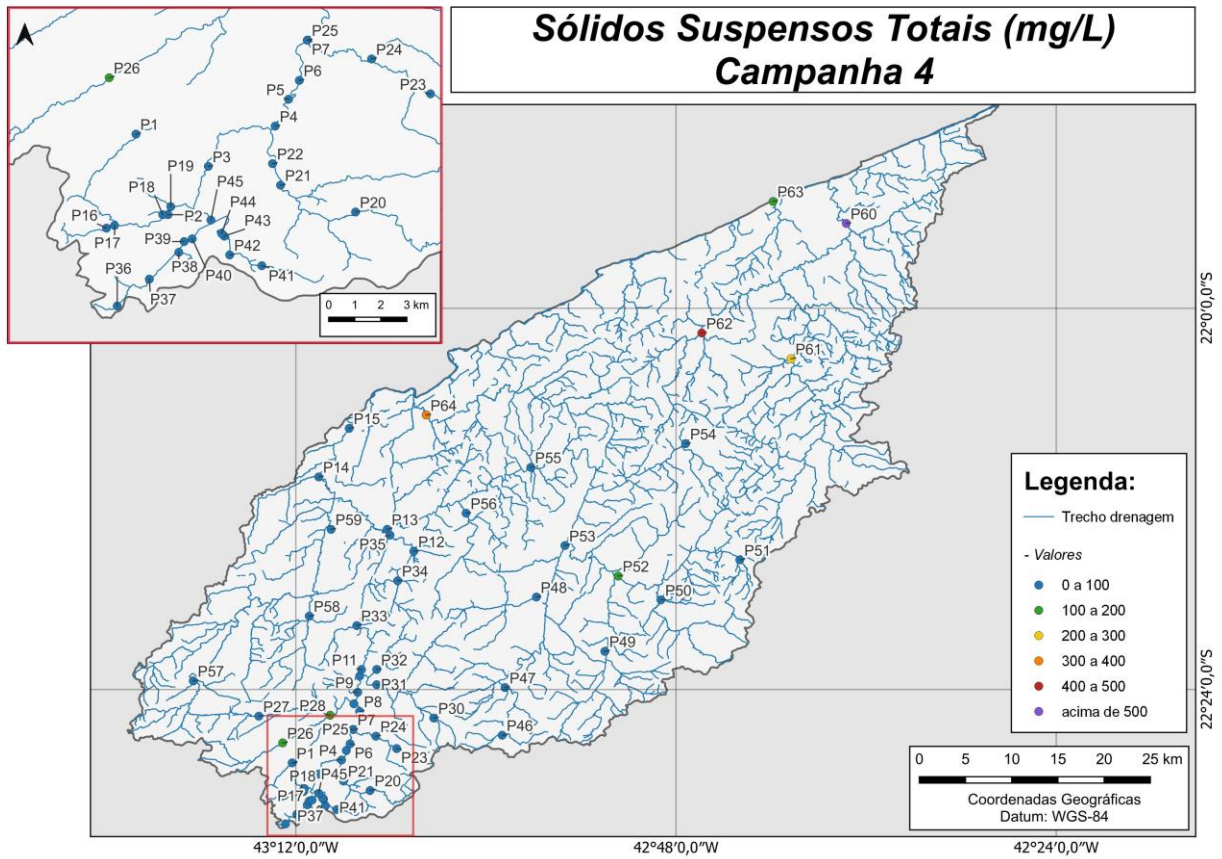 Sólidos Suspensos Totais (mg/L)
Campanha 4
P25
P7
P24
P26
P6
P23
P5
P1
P4
P19
P3
P22
P18
P45
P21
P44
P16
P2
P43
P20
P17
P39
P42
P36
P38
P40
P41
P37
0 1 2 3 km
P63
P60
22°0,0''S
P62
P61
P64
P15
P54
P55
P14
P56
P59
P13
P35
P12
P53
P51
P34
P52
P48
P50
P58
P33
P49
P11
P32
P57
P9
P31
P47
22°24,0''S
P28
P8
P27
P7
P30
P25
P24
P46
P26
P4
P6
P23
P1
P18
P45
P21
P20
P17
P41
P37
Legenda:
Trecho drenagem
- Valores
0 a 100
100 a 200
200 a 300
300 a 400
400 a 500
acima de 500
0 5 10 15 20 25 km
Coordenadas Geográficas
Datum: WGS-84
43°12,0''W
42°48,0''W
42°24,0''W